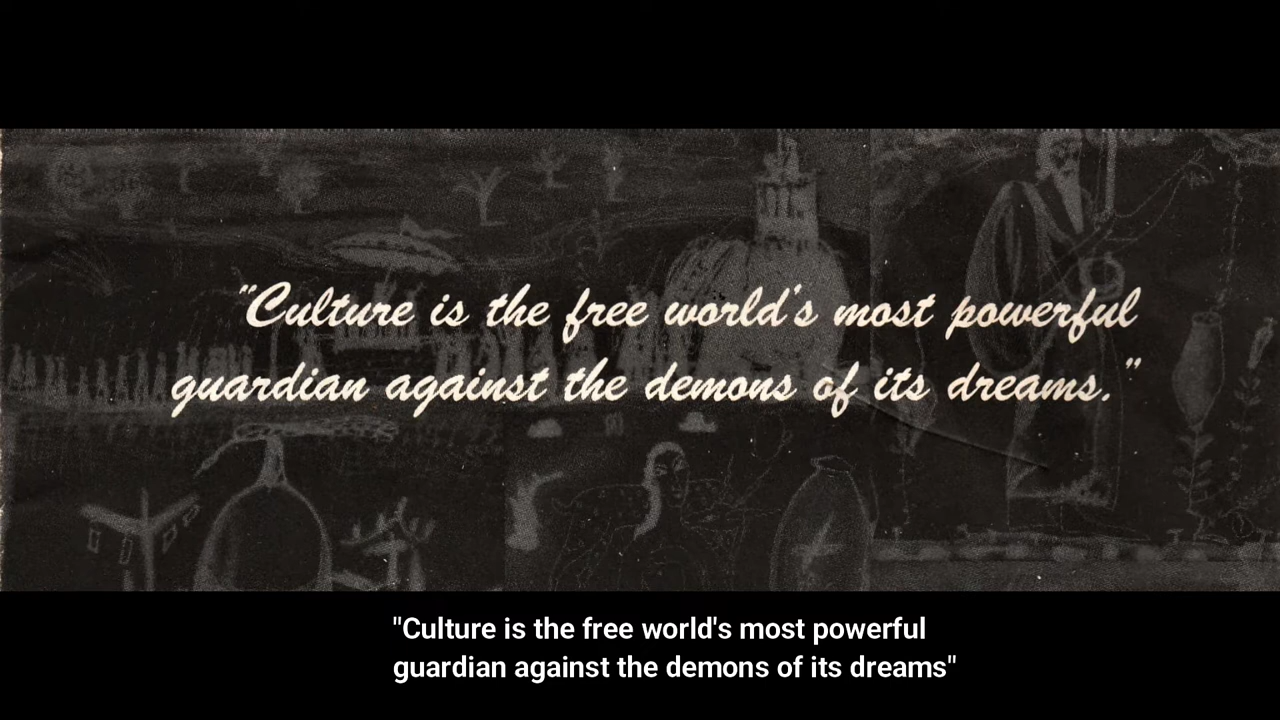 "Culture is the free world's most powerful
guardian against the demons of its dreams."
"Culture is the free world's most powerful
guardian against the demons of its dreams"